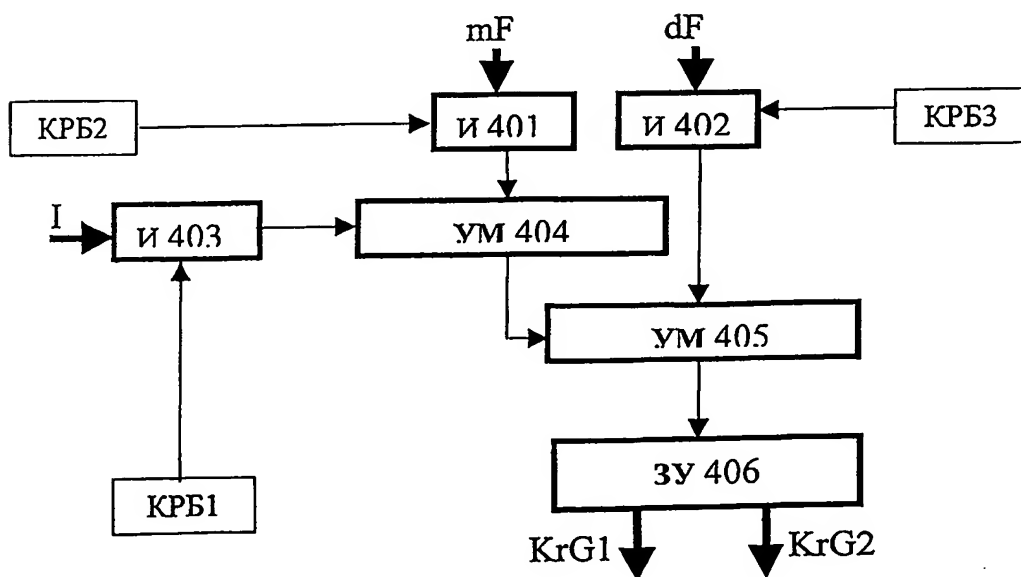 mF
dF
КРБ2
И 401
И 402
КРБ3
I
И 403
УМ 404
УМ 405
ЗУ 406
КРБ1
KrG1
KrG2